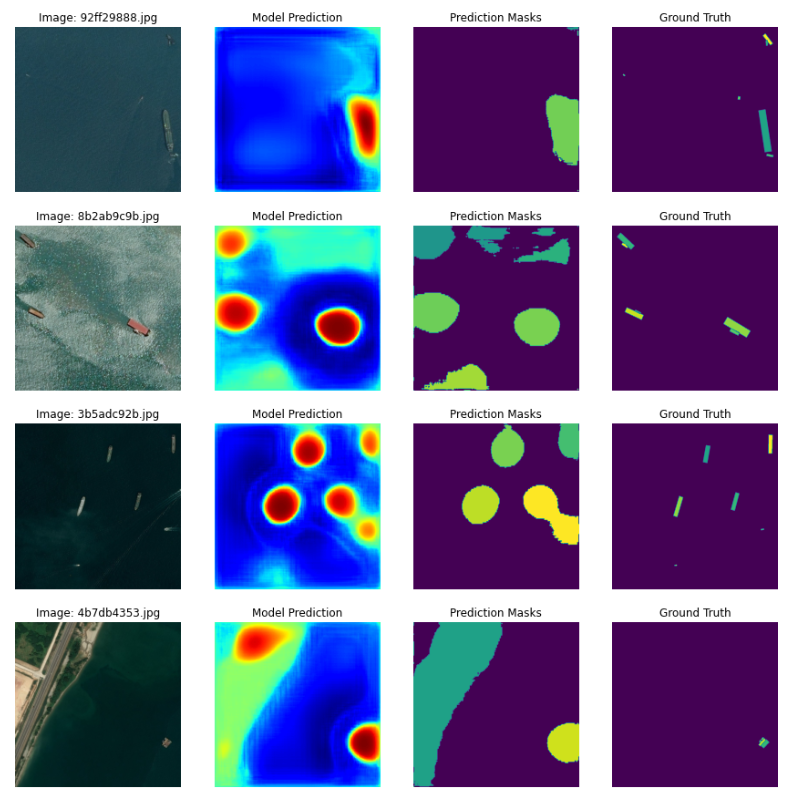 Image: 92ff29888.jpg Model Prediction Prediction Masks Ground Truth
Image: 8b2ab9c9b.jpg Model Prediction Prediction Masks Ground Truth
Image: 3b5adc92b.jpg Model Prediction Prediction Masks Ground Truth
Image: 4b7db4353.jpg Model Prediction Prediction Masks Ground Truth